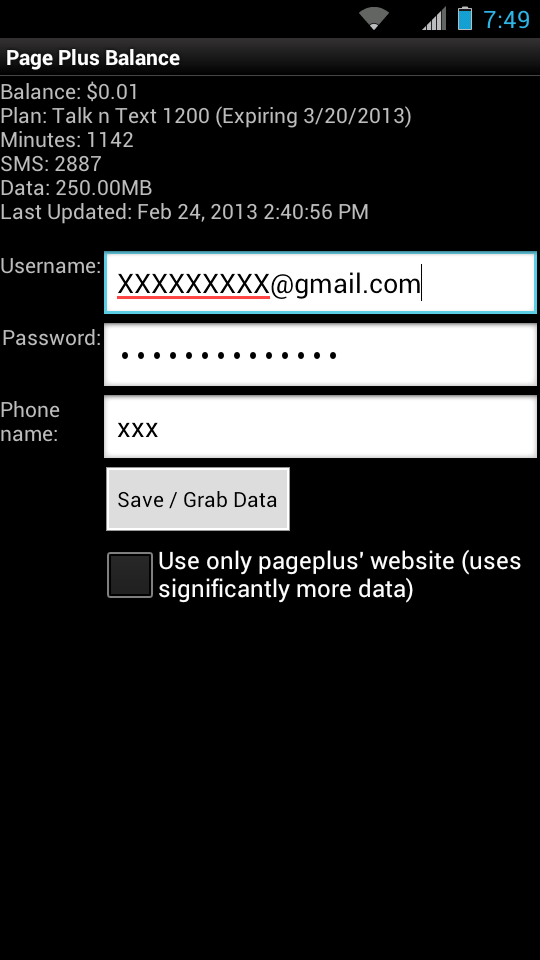 7:49
Page Plus Balance
Balance: $0.01
Plan: Talk n Text 1200 (Expiring 3/20/2013)
Minutes: 1142
SMS: 2887
Data: 250.00MB
Last Updated: Feb 24, 2013 2:40:56 PM
Username: XXXXXXXXX@gmail.com
Password: ••••••••••••••
Phone
name: xxx
Save / Grab Data
Use only pageplus' website (uses
significantly more data)